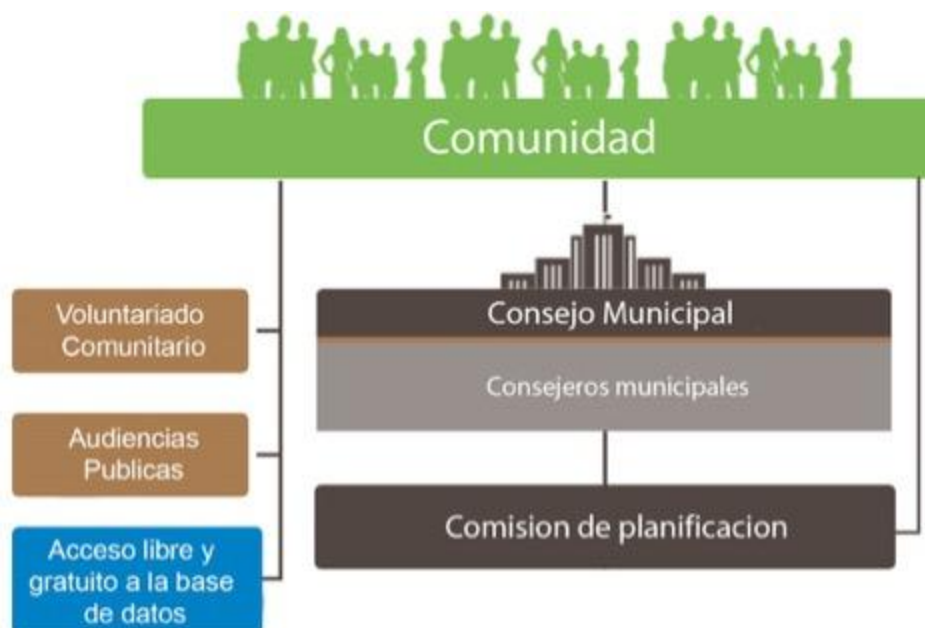 Comunidad
Voluntariado
Comunitario
Audiencias
Publicas
Acceso libre y
gratuito a la base
de datos
Consejo Municipal
Consejeros municipales
Comision de planificacion